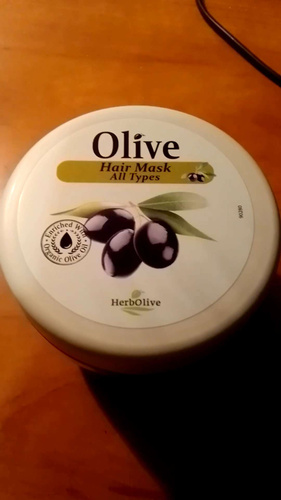 Olive
Hair Mask
All Types
Enriched With
Organic Olive Oil
HerbOlive